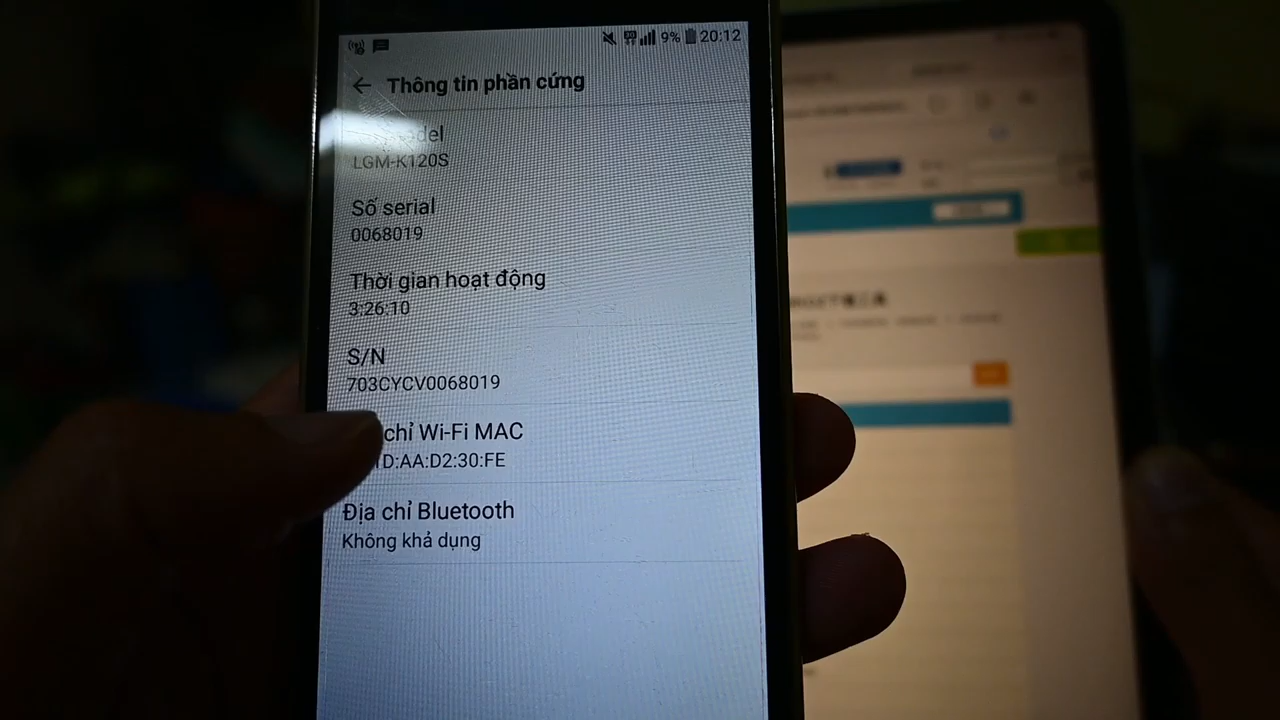 9% 20:12
Thông tin phần cứng
LGM-K120S
Số serial
0068019
Thời gian hoạt động
3:26:10
S/N
703CYCV0068019
chỉ Wi-Fi MAC
1D:AA:D2:30:FE
Địa chỉ Bluetooth
Không khả dụng